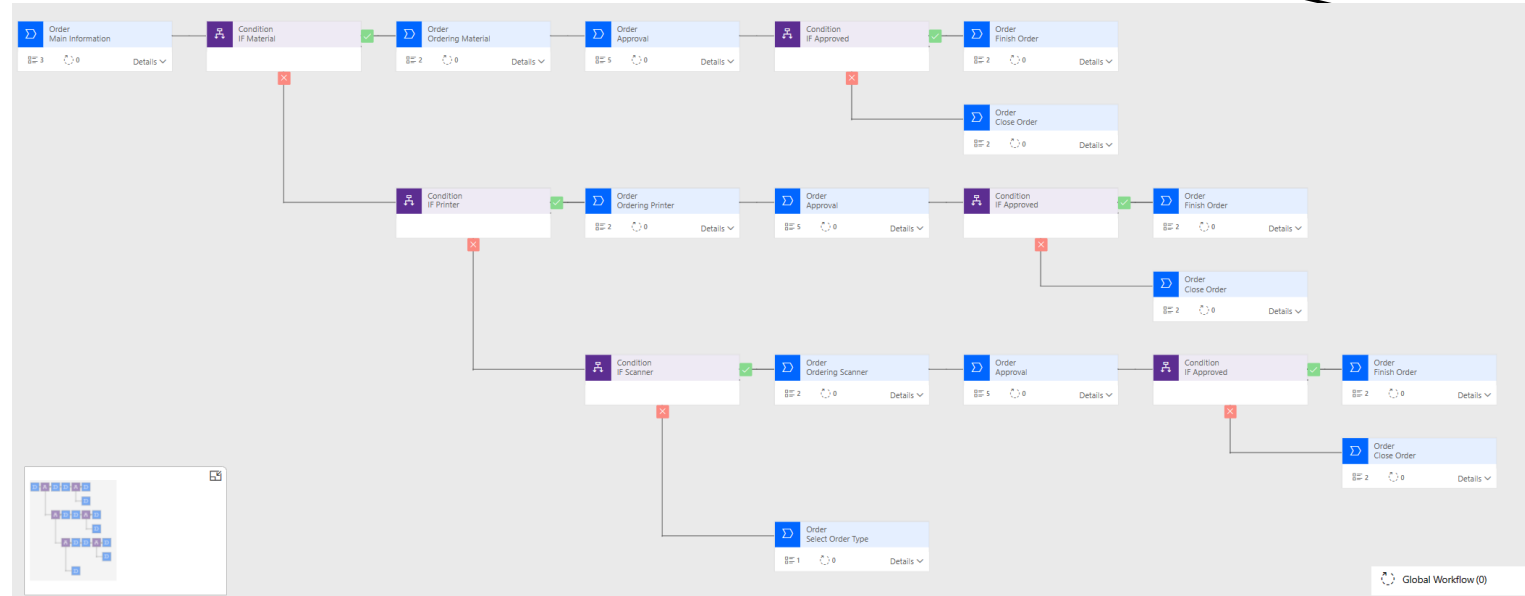 Order
Main Information
3 0 Details
Condition
IF Material
Order
Ordering Material
2 0 Details
Order
Approval
5 0 Details
Condition
IF Approved
Order
Finish Order
2 0 Details
Order
Close Order
2 0 Details
Condition
IF Printer
Order
Ordering Printer
2 0 Details
Order
Approval
5 0 Details
Condition
IF Approved
Order
Finish Order
2 0 Details
Order
Close Order
2 0 Details
Condition
IF Scanner
Order
Ordering Scanner
2 0 Details
Order
Approval
5 0 Details
Condition
IF Approved
Order
Finish Order
2 0 Details
Order
Close Order
2 0 Details
Order
Select Order Type
1 0 Details
Global Workflow (0)